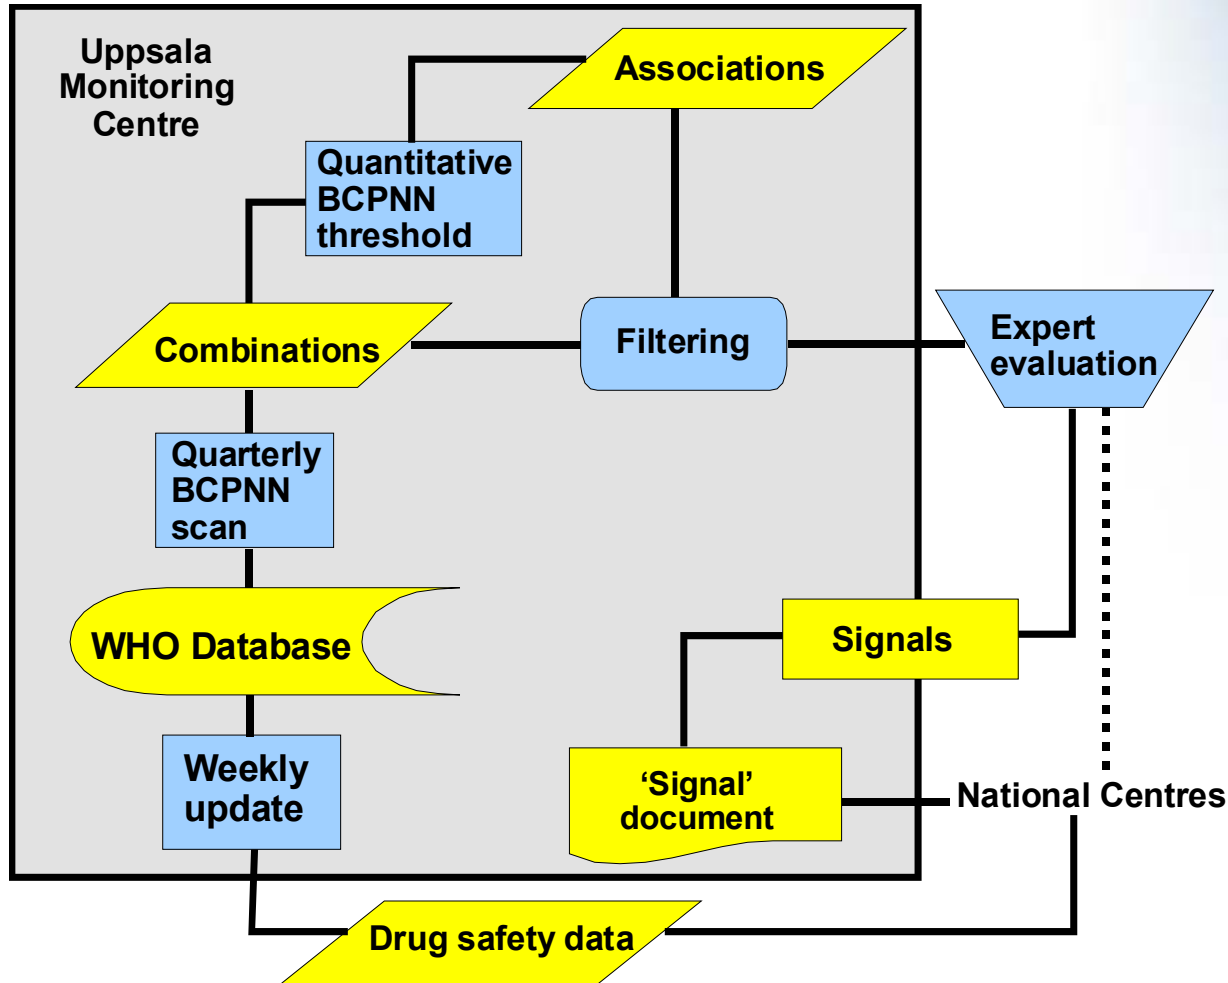 Uppsala
Monitoring
Centre
Associations
Quantitative
BCPNN
threshold
Combinations
Filtering
Expert
evaluation
Quarterly
BCPNN
scan
WHO Database
Signals
Weekly
update
‘Signal’
document
National Centres
Drug safety data